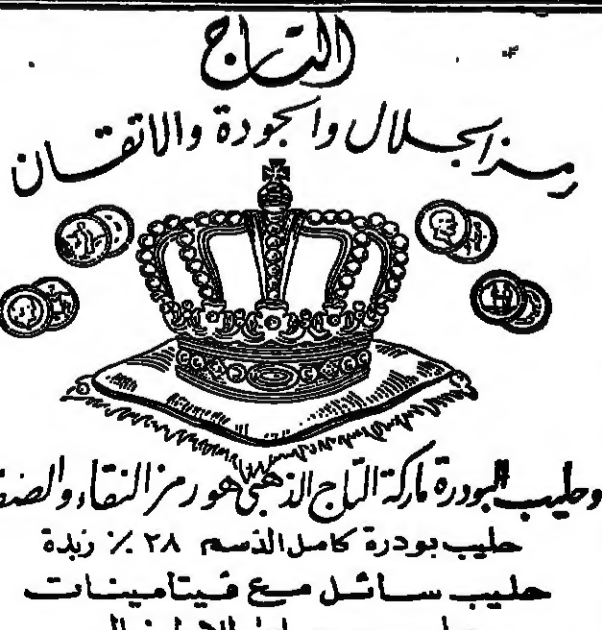 التاج
رمز الجلال والجودة والاتقان
وحليب البودرة ماركة التاج الذهبي هو رمز النقاء و
حليب بودرة كامل الدسم ٢٨ ٪ زبدة
حليب سائل مع فيتامينات